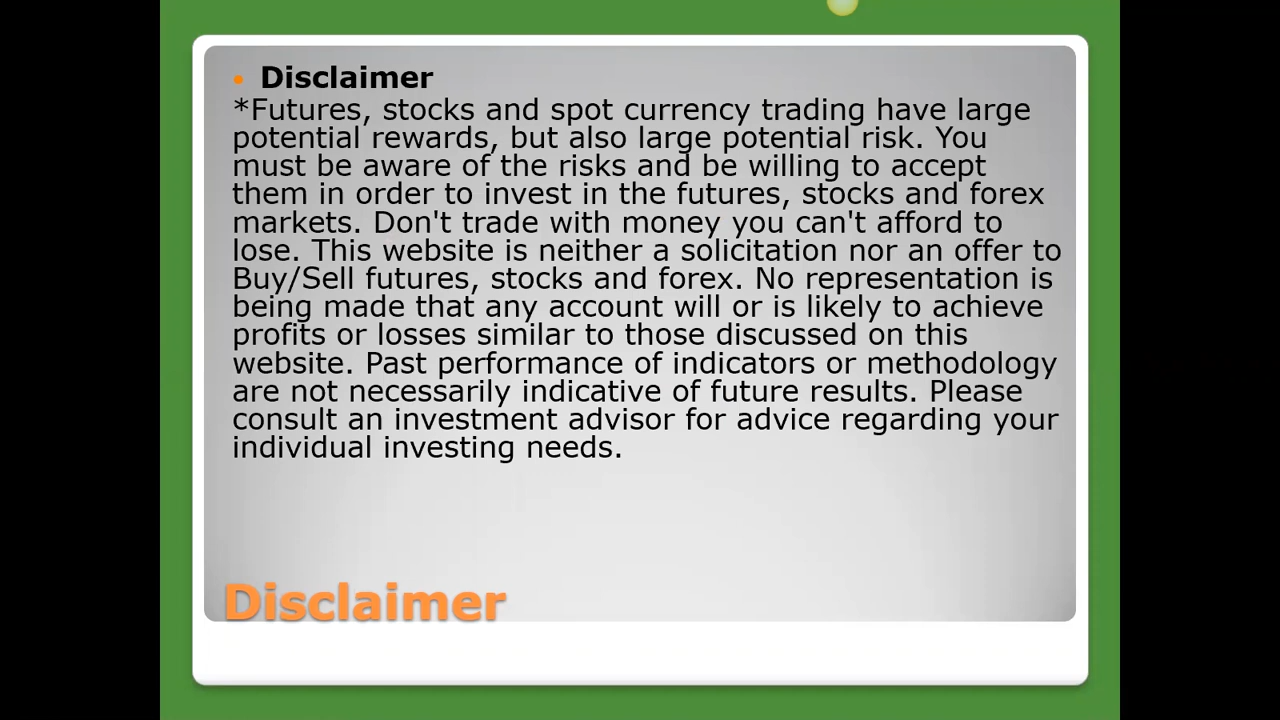 Disclaimer
*Futures, stocks and spot currency trading have large
potential rewards, but also large potential risk. You
must be aware of the risks and be willing to accept
them in order to invest in the futures, stocks and forex
markets. Don't trade with money you can't afford to
lose. This website is neither a solicitation nor an offer to
Buy/Sell futures, stocks and forex. No representation is
being made that any account will or is likely to achieve
profits or losses similar to those discussed on this
website. Past performance of indicators or methodology
are not necessarily indicative of future results. Please
consult an investment advisor for advice regarding your
individual investing needs.
Disclaimer